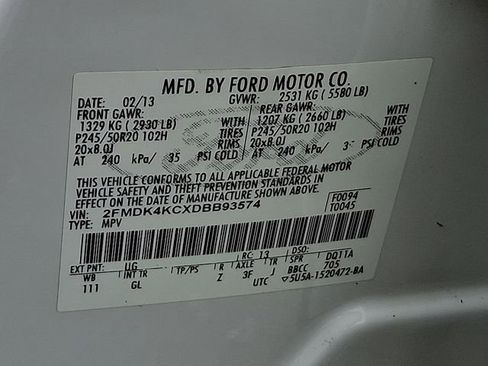 MFD. BY FORD MOTOR CO.
DATE: 02/13 GVWR: 2531 KG ( 5580 LB)
FRONT GAWR: REAR GAWR:
1329 KG ( 2930 LB) WITH 1207 KG ( 2660 LB) WITH
P245/50R20 102H TIRES P245/50R20 102H TIRES
20x8.0J RIMS 20x8.0J RIMS
AT 240 kPa/ 35 PSI COLD AT 240 kPa/ PSI COLD
THIS VEHICLE CONFORMS TO ALL APPLICABLE FEDERAL MOTOR
VEHICLE SAFETY AND THEFT PREVENTION STANDARDS IN
EFFECT ON THE DATE OF MANUFACTURE SHOWN ABOVE.
VIN: 2FMDK4KCXDBB93574 F0094
TYPE: MPV T0045
EXT PNT: UG RC: 13 DSO:
WB INT TR TP/PS R AXLE TR J BBCC DQ11A
111 GL Z 3F J 705
UTC 5U5A-1520472-BA